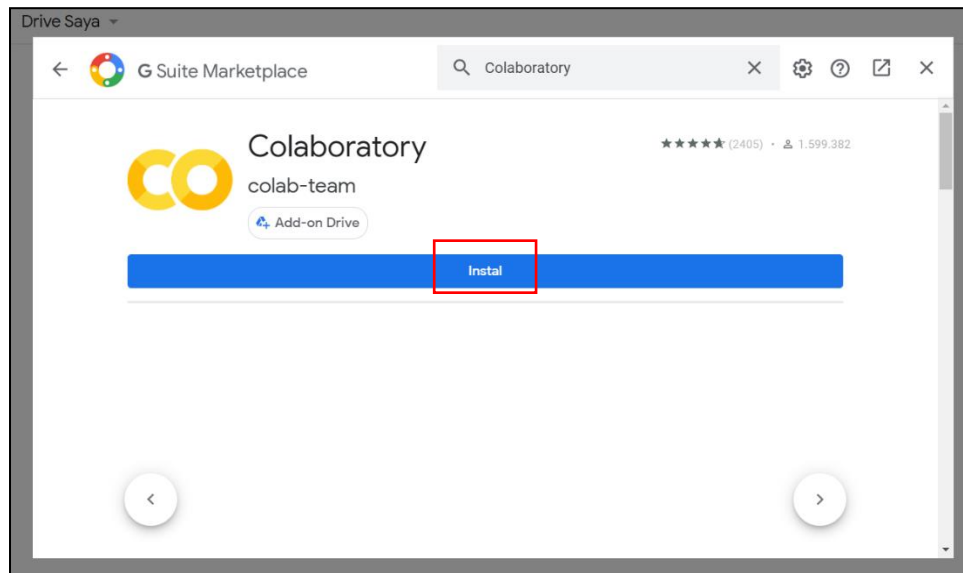 Drive Saya
G Suite Marketplace
Colaboratory
Colaboratory
(2405)
1.599.382
colab-team
Add-on Drive
Instal